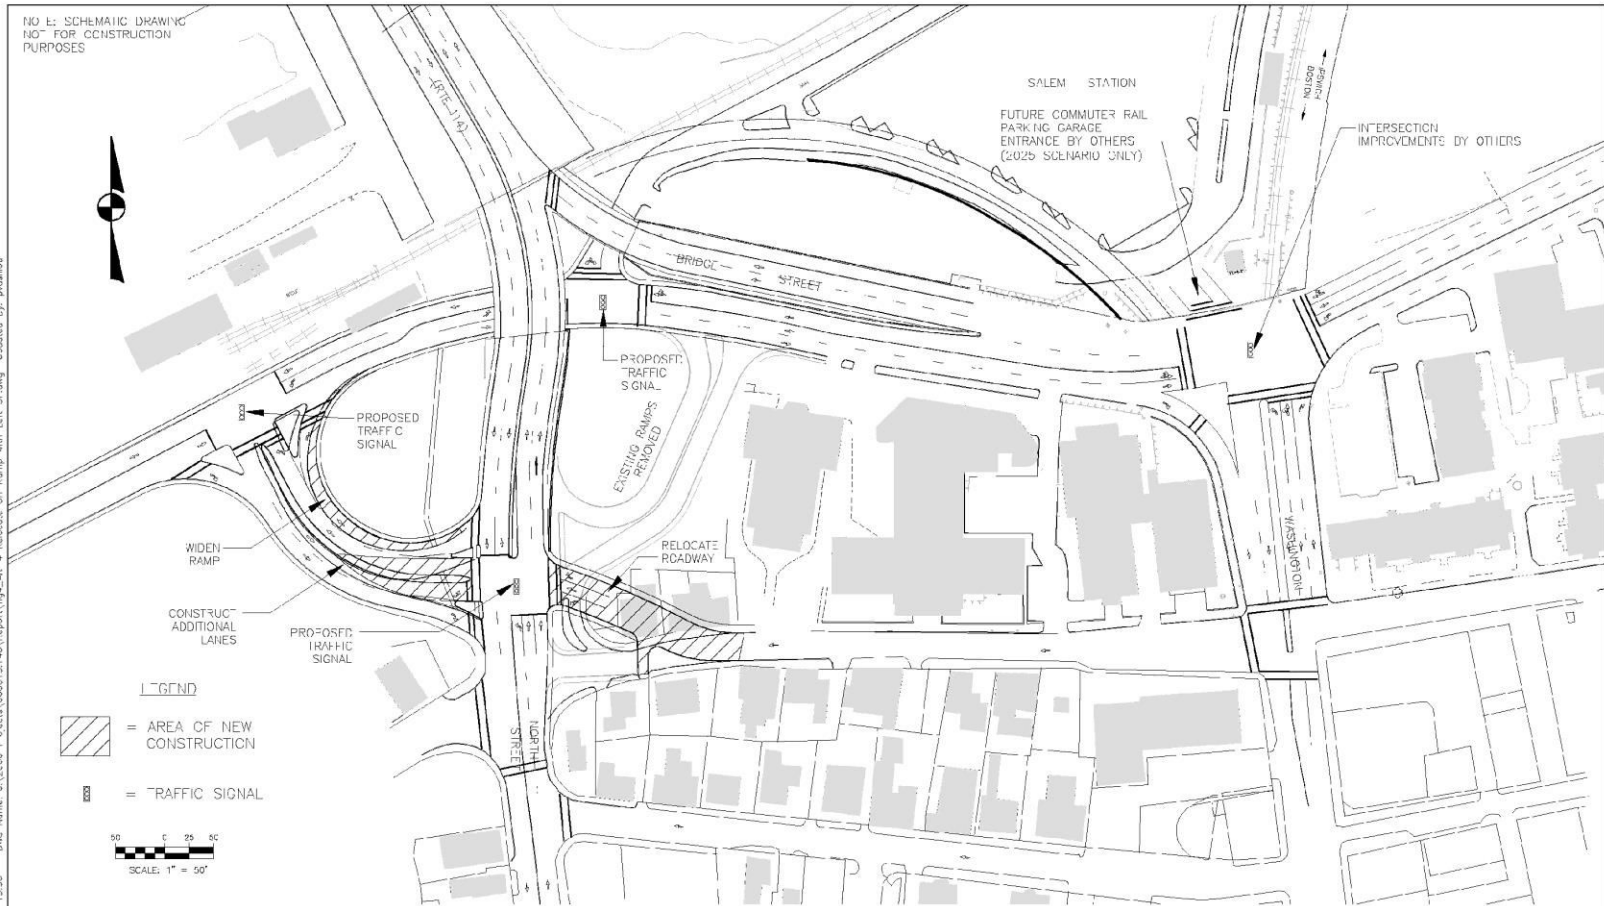 NOTE: SCHEMATIC DRAWING
NOT FOR CONSTRUCTION
PURPOSES
(RTE 114)
SALEM STATION
FUTURE COMMUTER RAIL
PARKING GARAGE
ENTRANCE BY OTHERS
(2025 SCENARIO ONLY)
IPSWICH
BOSTON
INTERSECTION
IMPROVEMENTS BY OTHERS
BRIDGE
STREET
PROPOSED
TRAFFIC
SIGNAL
PROPOSED
TRAFFIC
SIGNAL
EXISTING RAMPS
REMOVED
WIDEN
RAMP
RELOCATE
ROADWAY
WASHINGTON
CONSTRUCT
ADDITIONAL
LANES
PROPOSED
TRAFFIC
SIGNAL
LEGEND
= AREA OF NEW
CONSTRUCTION
NORTH
STREET
= TRAFFIC SIGNAL
50 0 25 50
SCALE: 1" = 50'